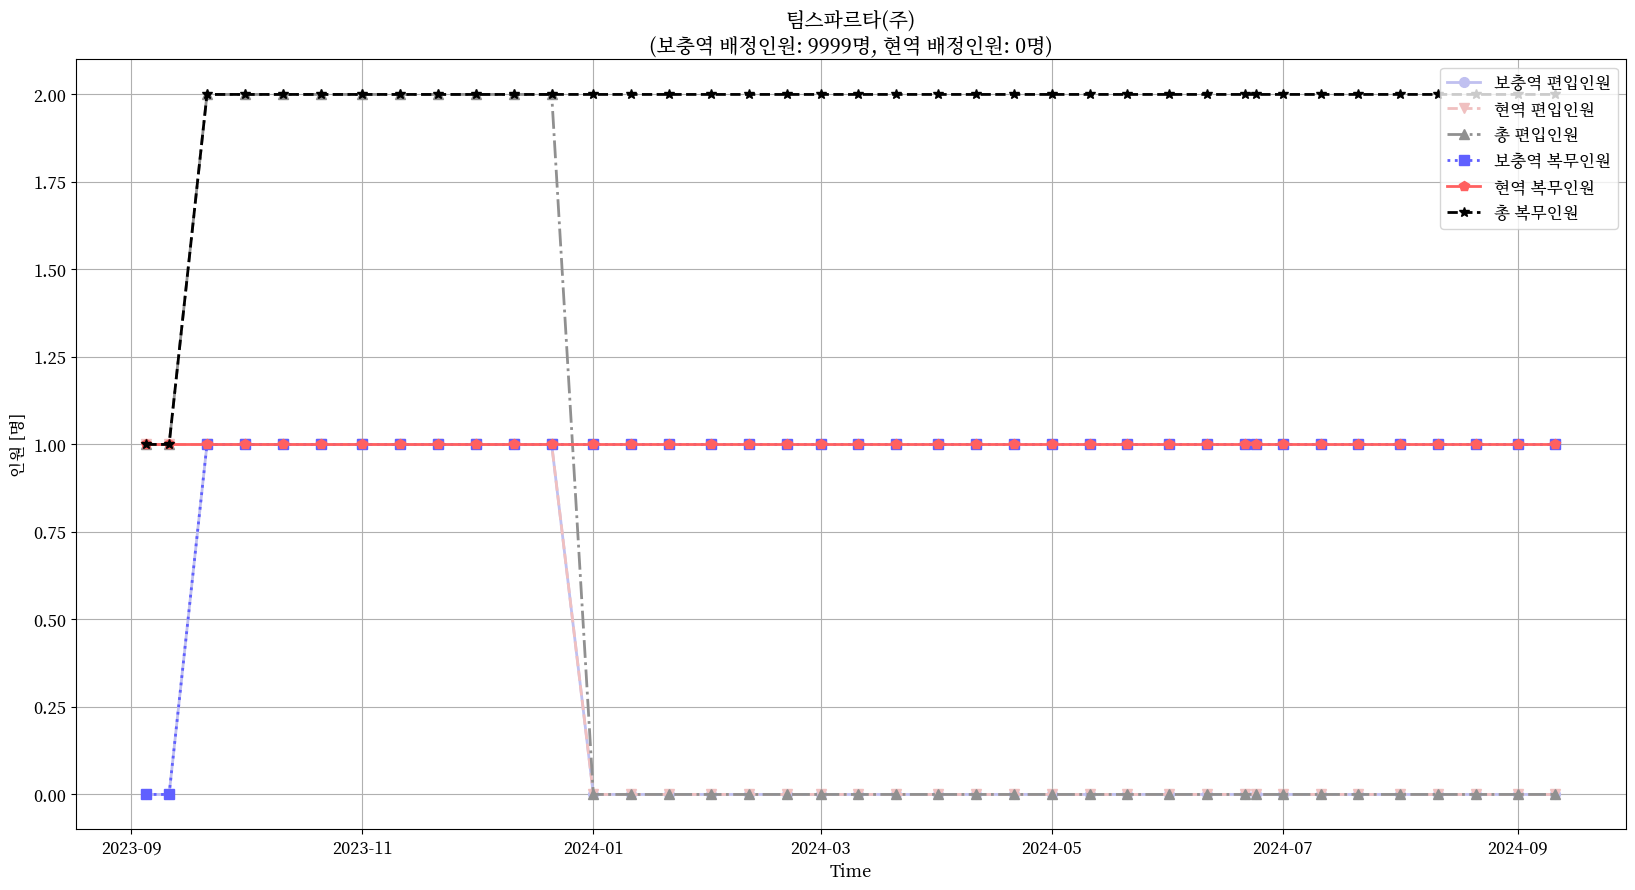 팀스파르타(주)
(보충역 배정인원: 9999명, 현역 배정인원: 0명)
보충역 편입인원
현역 편입인원
총 편입인원
보충역 복무인원
현역 복무인원
총 복무인원
인원 [명]
2.00
1.75
1.50
1.25
1.00
0.75
0.50
0.25
0.00
2023-09
2023-11
2024-01
2024-03
2024-05
2024-07
2024-09
Time